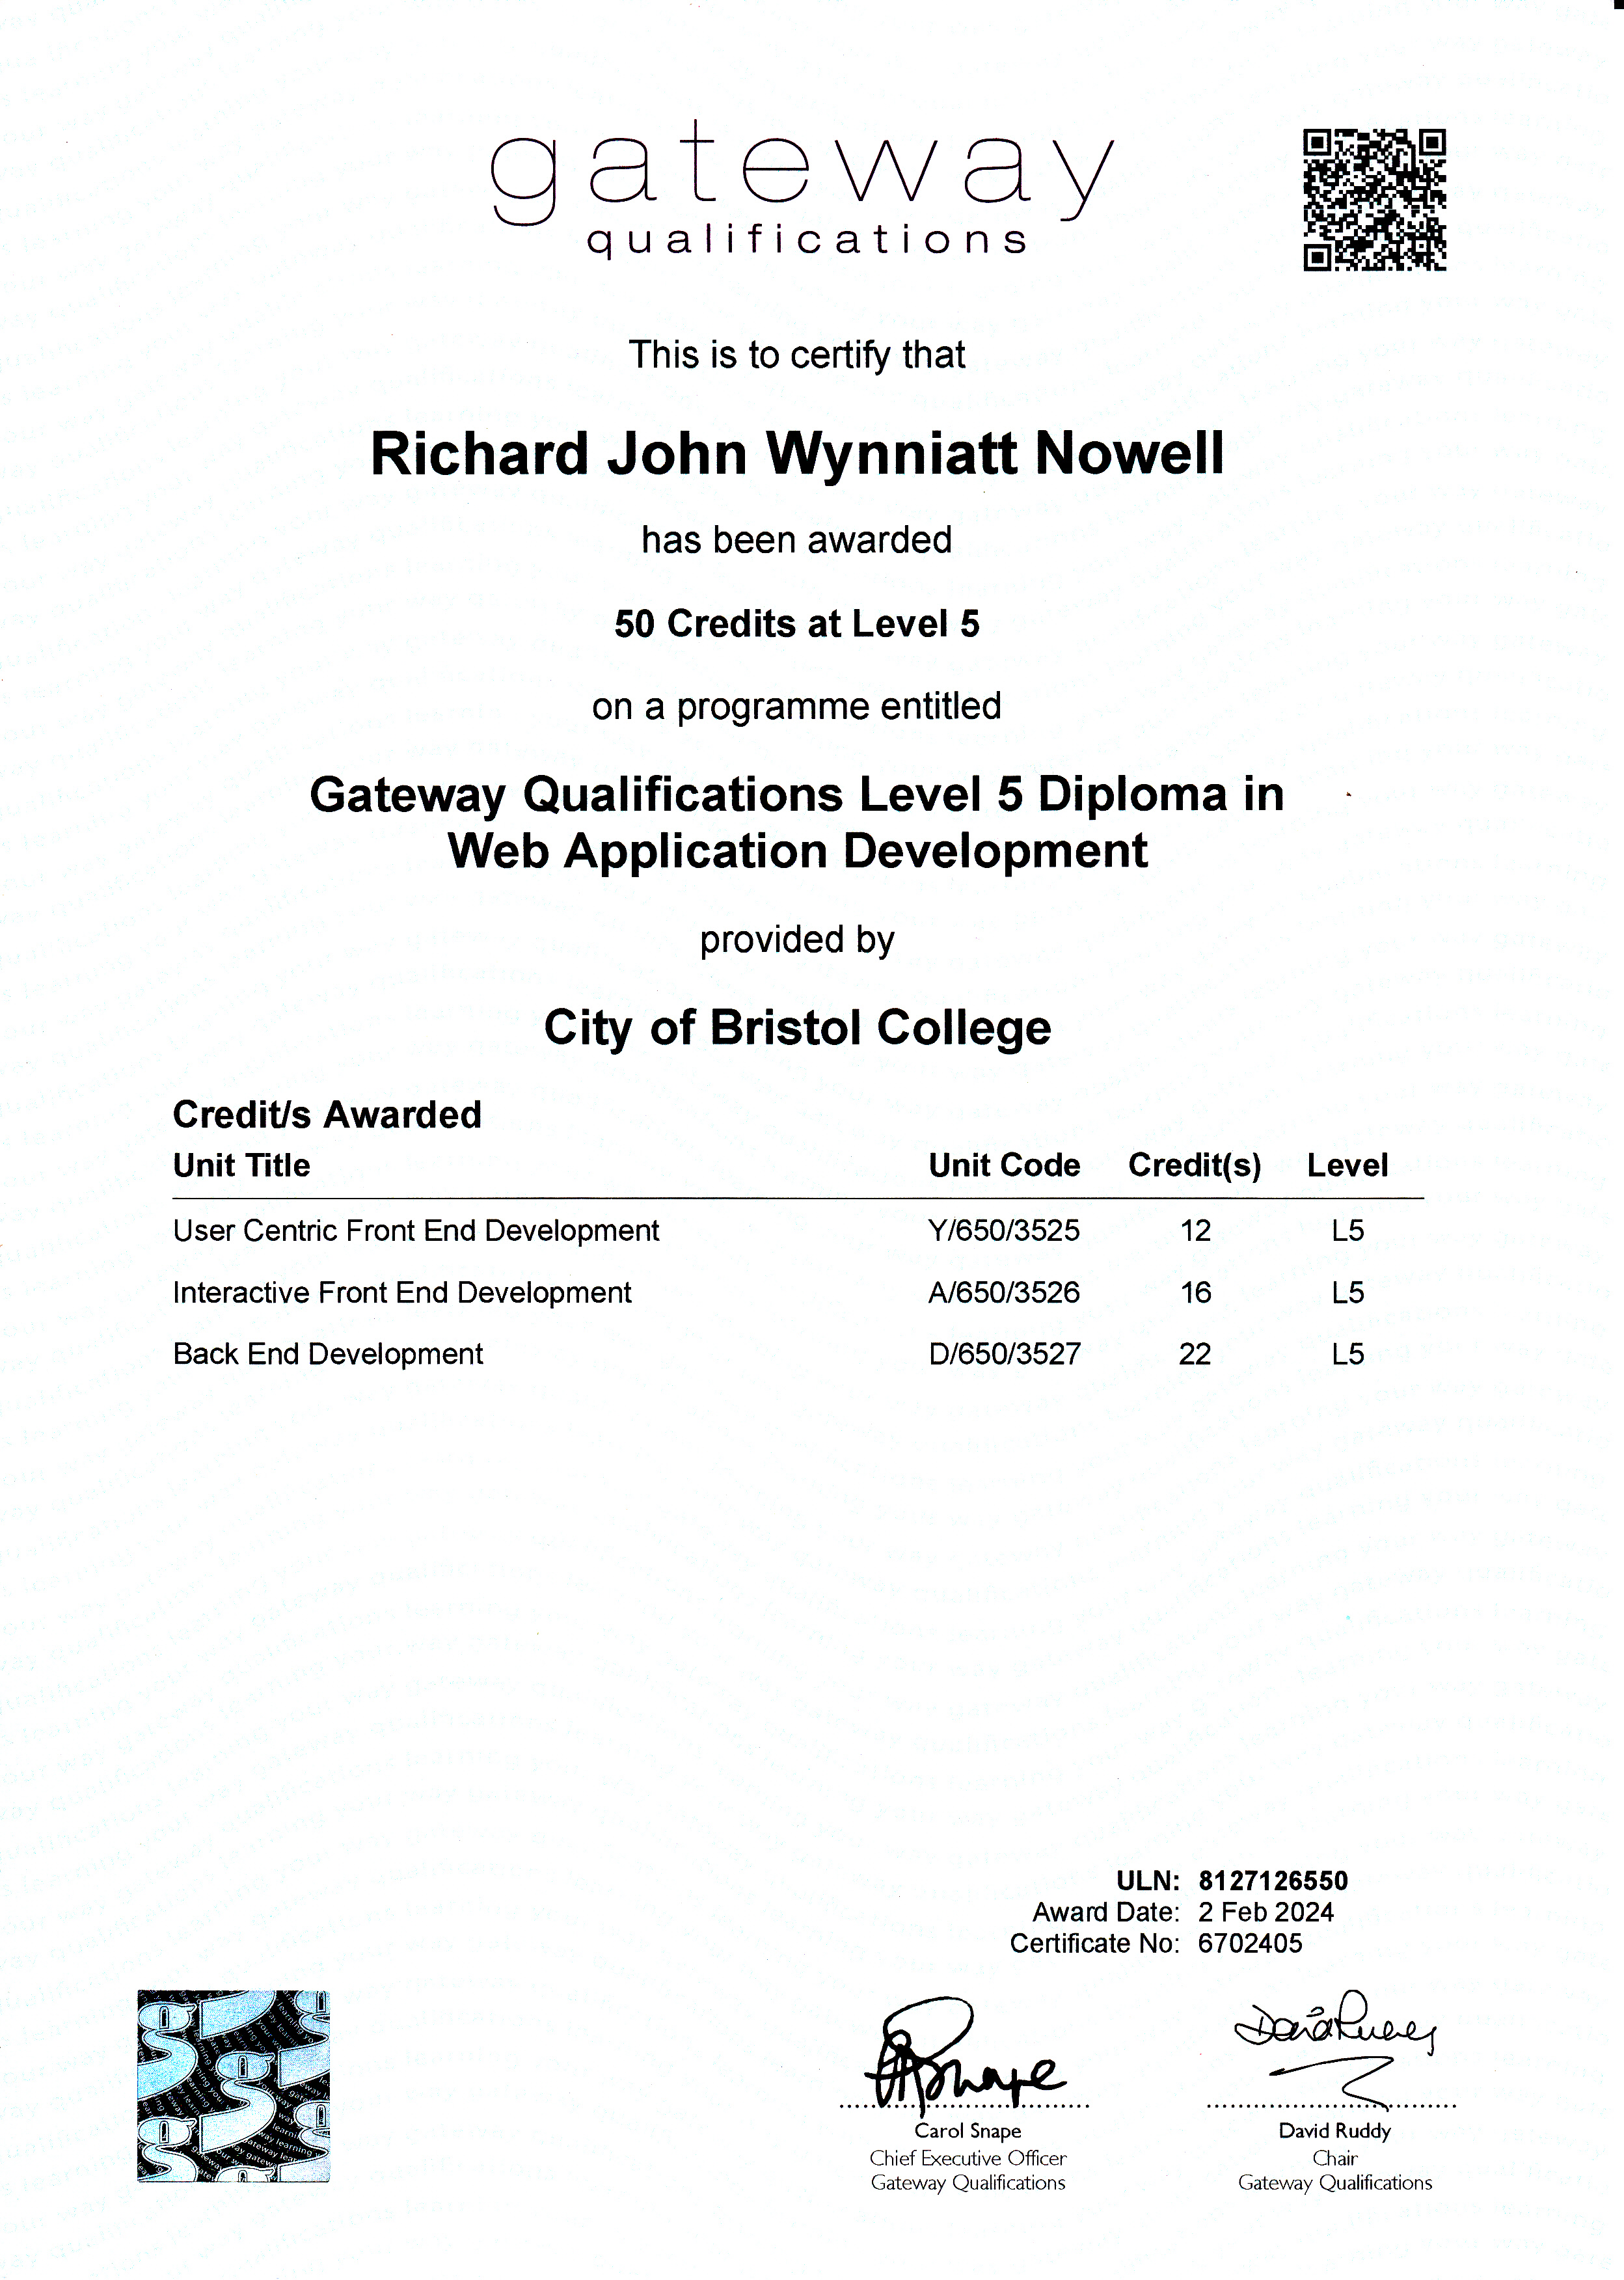 gateway
qualifications
This is to certify that
Richard John Wynniatt Nowell
has been awarded
50 Credits at Level 5
on a programme entitled
Gateway Qualifications Level 5 Diploma in
Web Application Development
provided by
City of Bristol College
Credit/s Awarded
Unit Title Unit Code Credit(s) Level
User Centric Front End Development Y/650/3525 12 L5
Interactive Front End Development A/650/3526 16 L5
Back End Development D/650/3527 22 L5
ULN: 8127126550
Award Date: 2 Feb 2024
Certificate No: 6702405
Carol Snape David Ruddy
Chief Executive Officer Chair
Gateway Qualifications Gateway Qualifications